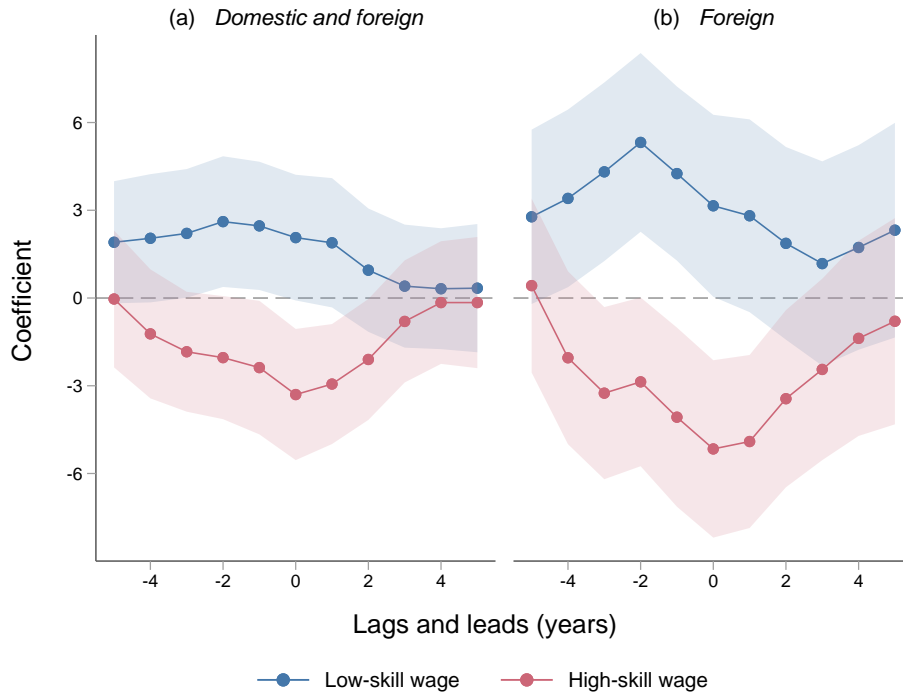 (a) Domestic and foreign
(b) Foreign
Coefficient
6
3
0
-3
-6
-4 -2 0 2 4
-4 -2 0 2 4
Lags and leads (years)
Low-skill wage High-skill wage